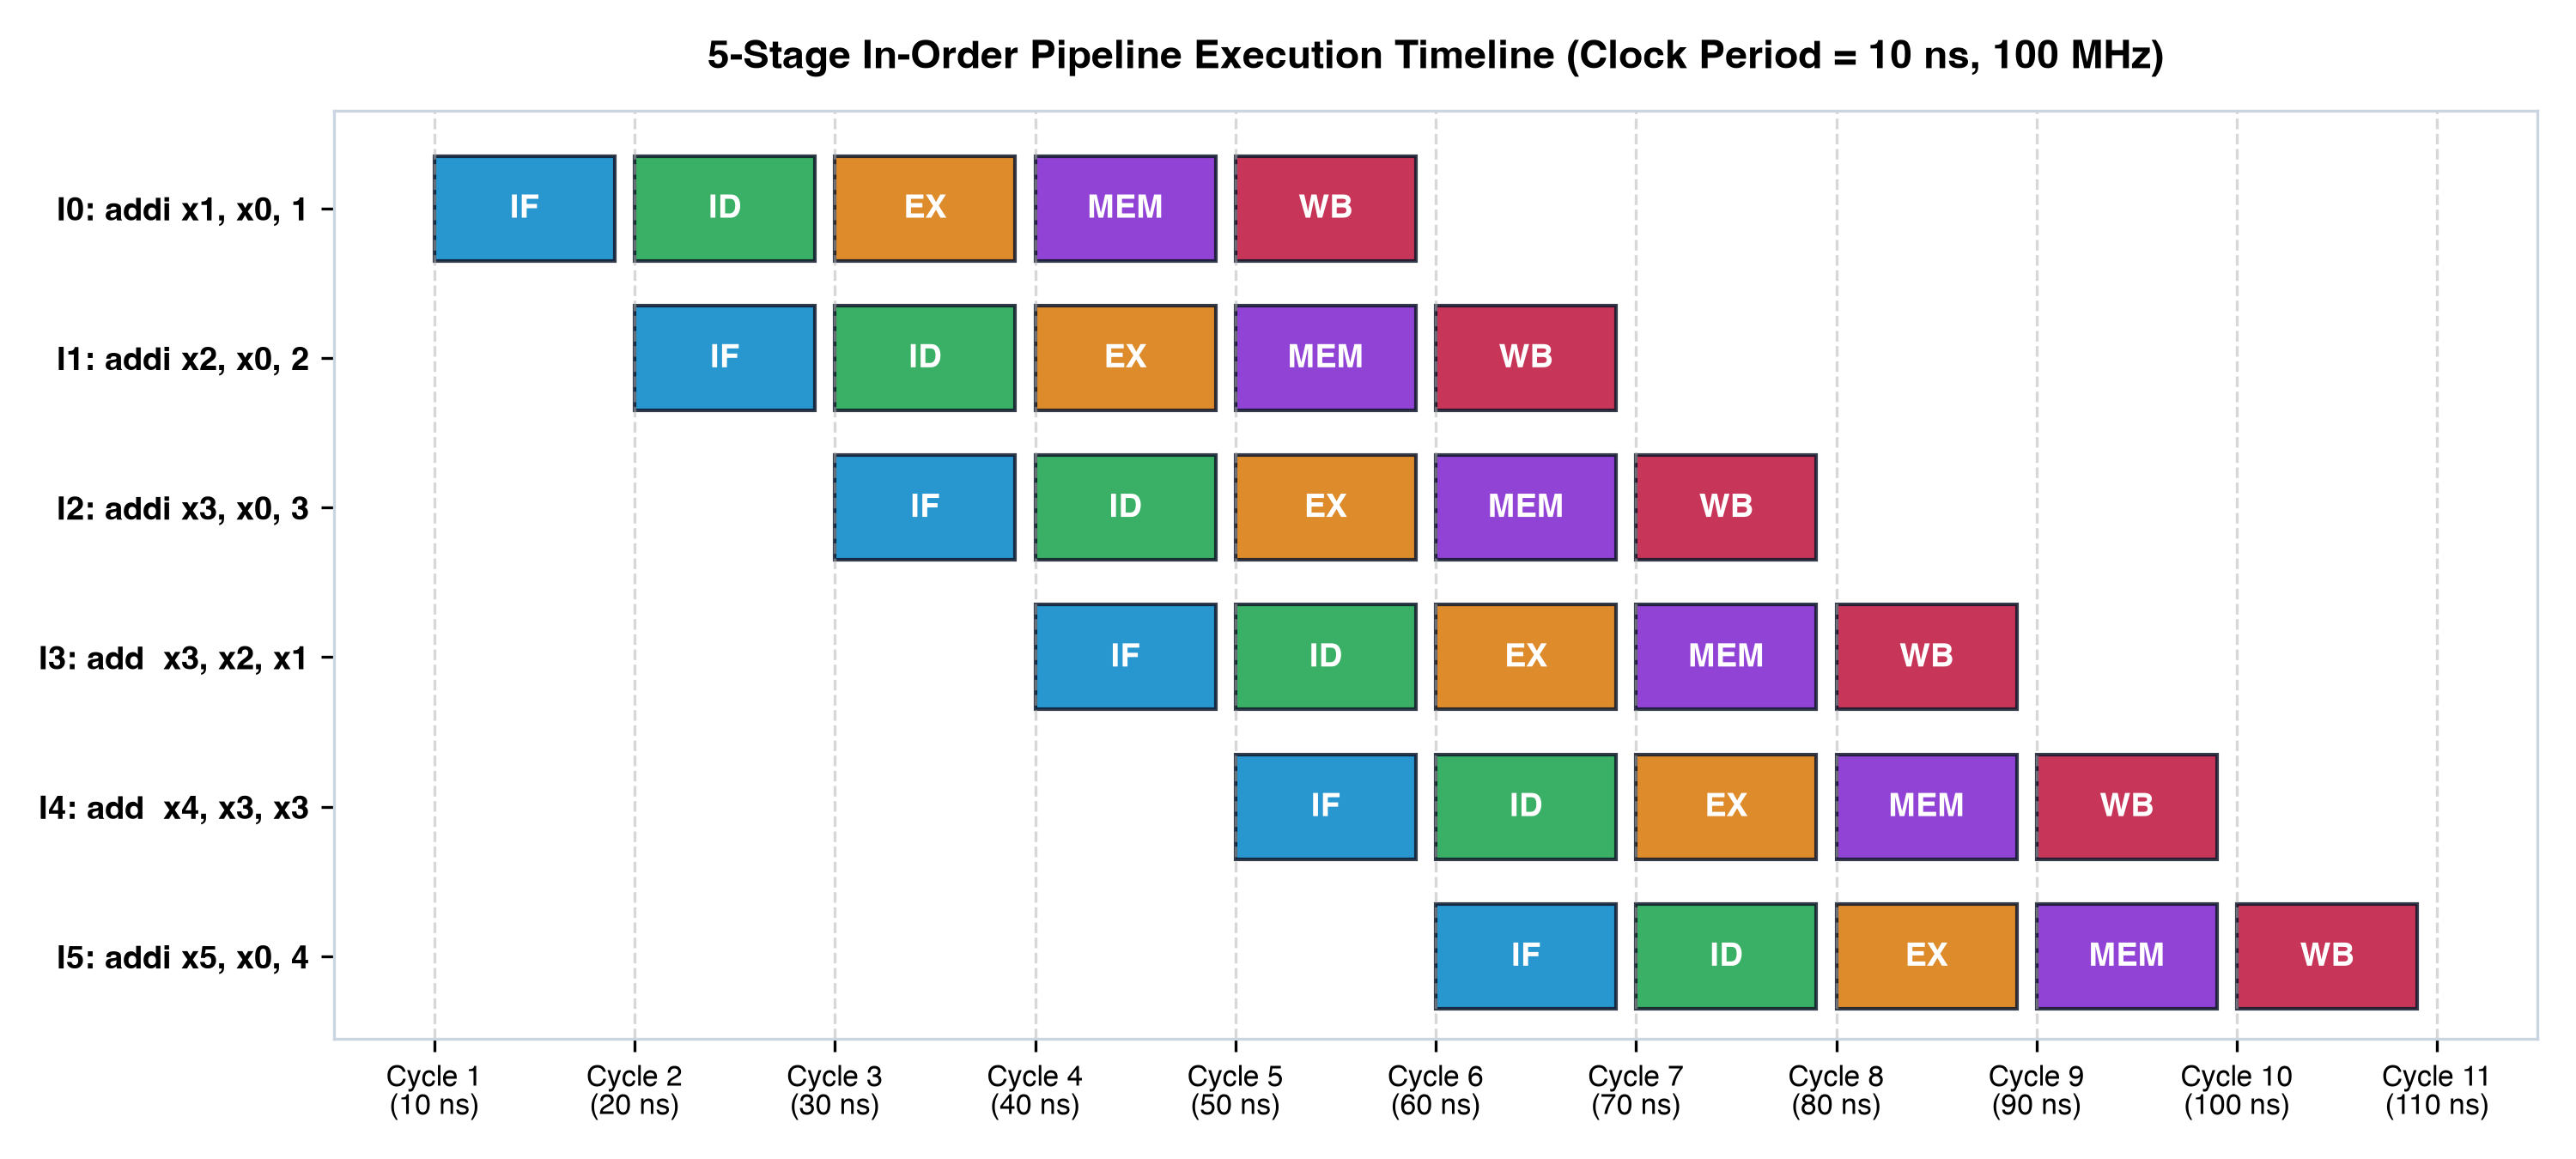 5-Stage In-Order Pipeline Execution Timeline (Clock Period = 10 ns, 100 MHz)
I0: addi x1, x0, 1
IF ID EX MEM WB
I1: addi x2, x0, 2
IF ID EX MEM WB
I2: addi x3, x0, 3
IF ID EX MEM WB
I3: add  x3, x2, x1
IF ID EX MEM WB
I4: add  x4, x3, x3
IF ID EX MEM WB
I5: addi x5, x0, 4
IF ID EX MEM WB
Cycle 1 Cycle 2 Cycle 3 Cycle 4 Cycle 5 Cycle 6 Cycle 7 Cycle 8 Cycle 9 Cycle 10 Cycle 11
(10 ns) (20 ns) (30 ns) (40 ns) (50 ns) (60 ns) (70 ns) (80 ns) (90 ns) (100 ns) (110 ns)